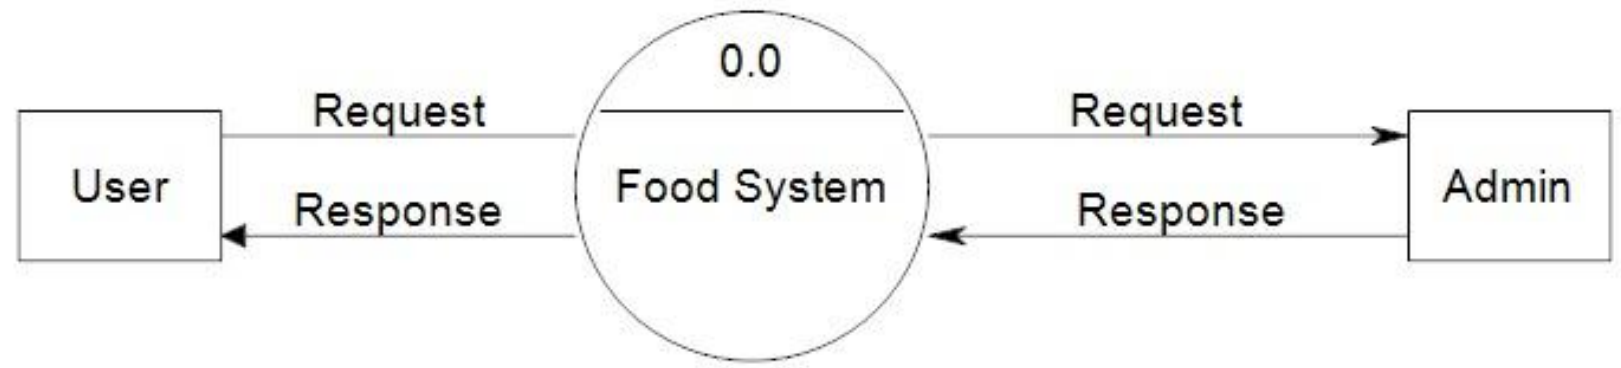 0.0
Request
Request
User
Food System
Admin
Response
Response